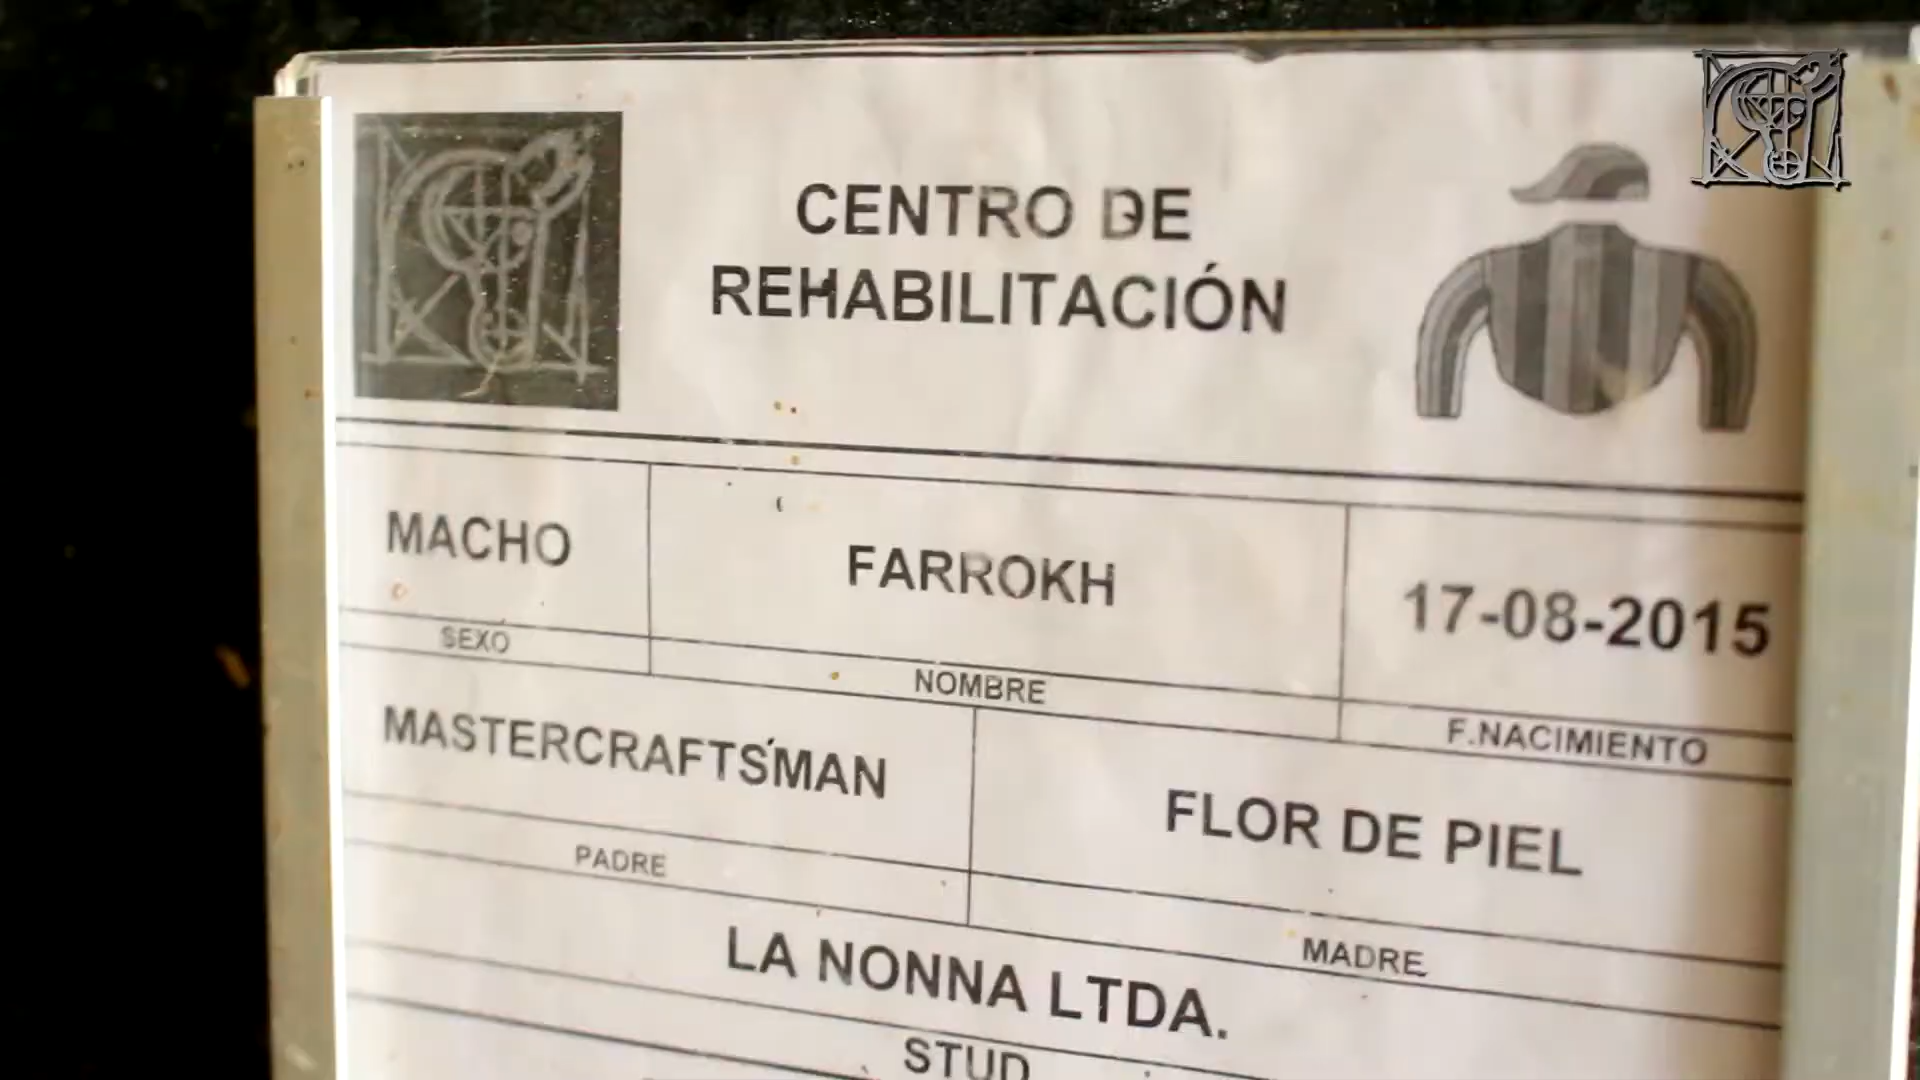 CENTRO DE
REHABILITACIÓN
MACHO
FARROKH
17-08-2015
SEXO
NOMBRE
F.NACIMIENTO
MASTERCRAFTSMAN
FLOR DE PIEL
PADRE
MADRE
LA NONNA LTDA.
STUD